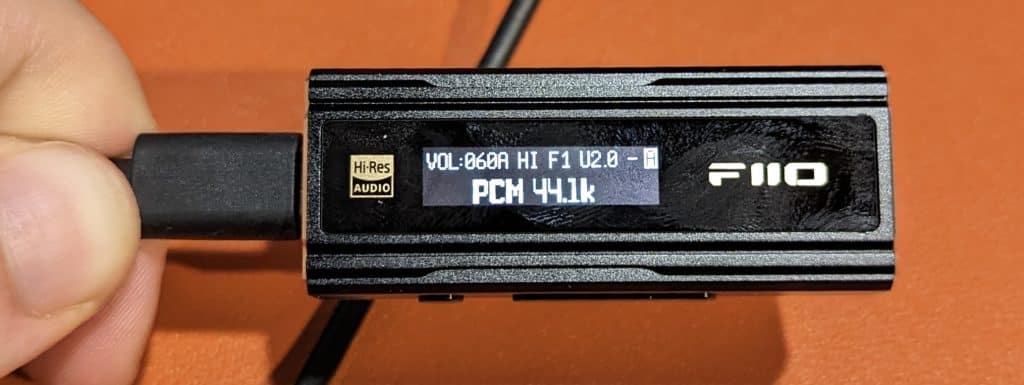 Hi-Res
AUDIO
VOL:060A HI F1 U2.0 - A
PCM 44.1k
FIIO